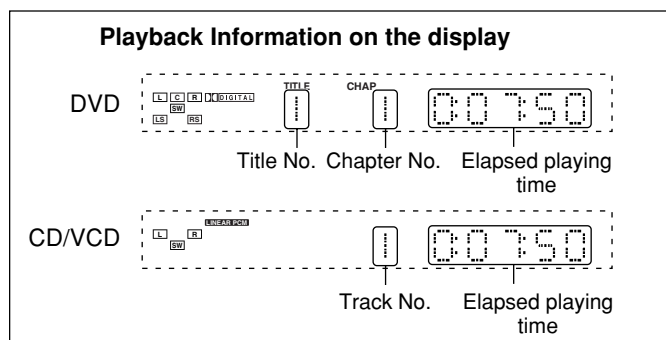 Playback Information on the display
DVD
L C R DIGITAL
SW
LS RS
TITLE
1
CHAP
1
0:07:50
Title No.
Chapter No.
Elapsed playing
time
CD/VCD
LINEAR PCM
L R
SW
1
0:07:50
Track No.
Elapsed playing
time